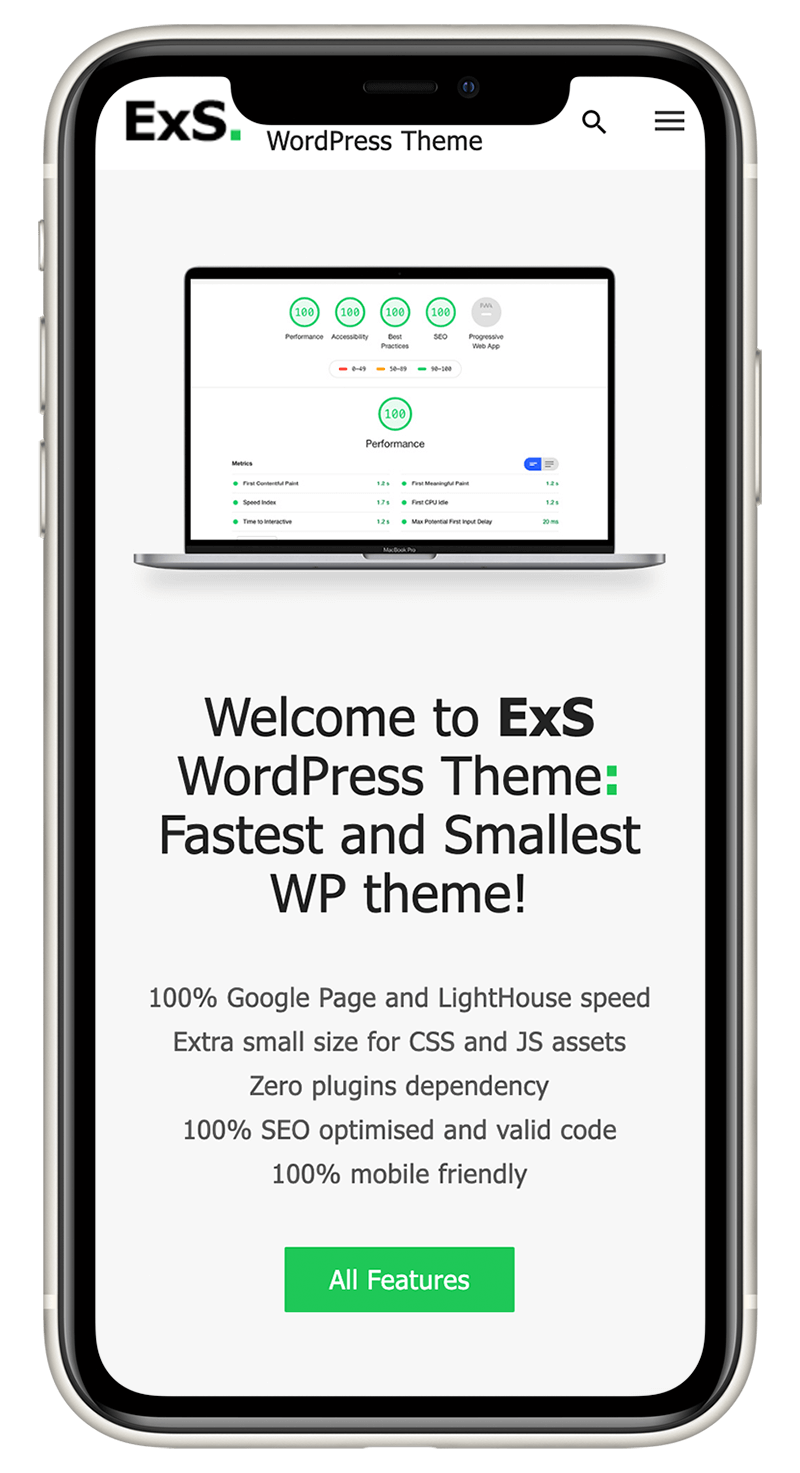 ExS.
WordPress Theme
100 100 100 100
Performance Accessibility Best Practices SEO Progressive Web App
0–49 50–89 90–100
100
Performance
Metrics
First Contentful Paint 1.2 s First Meaningful Paint 1.2 s
Speed Index 1.7 s First CPU Idle 1.2 s
Time to Interactive 1.2 s Max Potential First Input Delay 20 ms
MacBook Pro
Welcome to ExS
WordPress Theme:
Fastest and Smallest
WP theme!
100% Google Page and LightHouse speed
Extra small size for CSS and JS assets
Zero plugins dependency
100% SEO optimised and valid code
100% mobile friendly
All Features